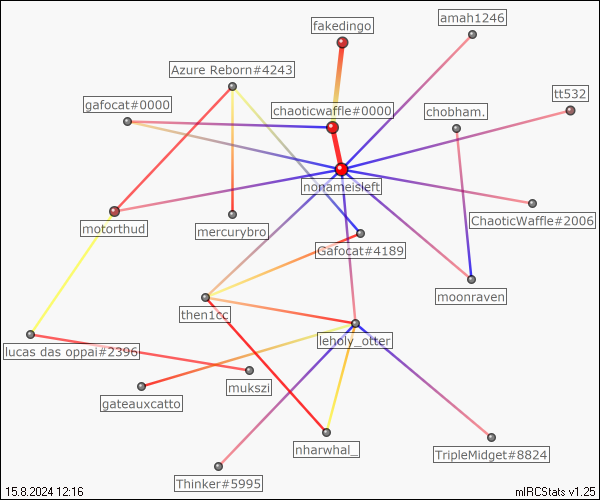 amah1246
fakedingo
Azure Reborn#4243
tt532
gafocat#0000
chaoticwaffle#0000
chobham.
nonameisleft
ChaoticWaffle#2006
motorthud
mercurybro
Gafocat#4189
moonraven
then1cc
leholy_otter
lucas das oppai#2396
mukszi
gateauxcatto
nharwhal_
TripleMidget#8824
Thinker#5995
15.8.2024 12:16
mIRCStats v1.25